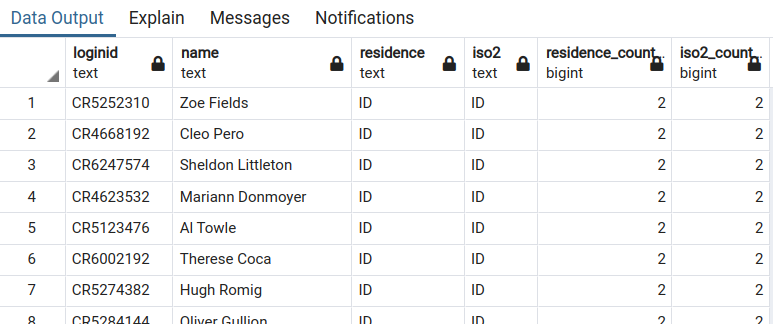 Data Output Explain Messages Notifications
loginid name residence iso2 residence_count.. iso2_count..
text text text text bigint bigint
1 CR5252310 Zoe Fields ID ID 2 2
2 CR4668192 Cleo Pero ID ID 2 2
3 CR6247574 Sheldon Littleton ID ID 2 2
4 CR4623532 Mariann Donmoyer ID ID 2 2
5 CR5123476 Al Towle ID ID 2 2
6 CR6002192 Therese Coca ID ID 2 2
7 CR5274382 Hugh Romig ID ID 2 2
8 CR5284144 Oliver Gullion ID ID 2 2